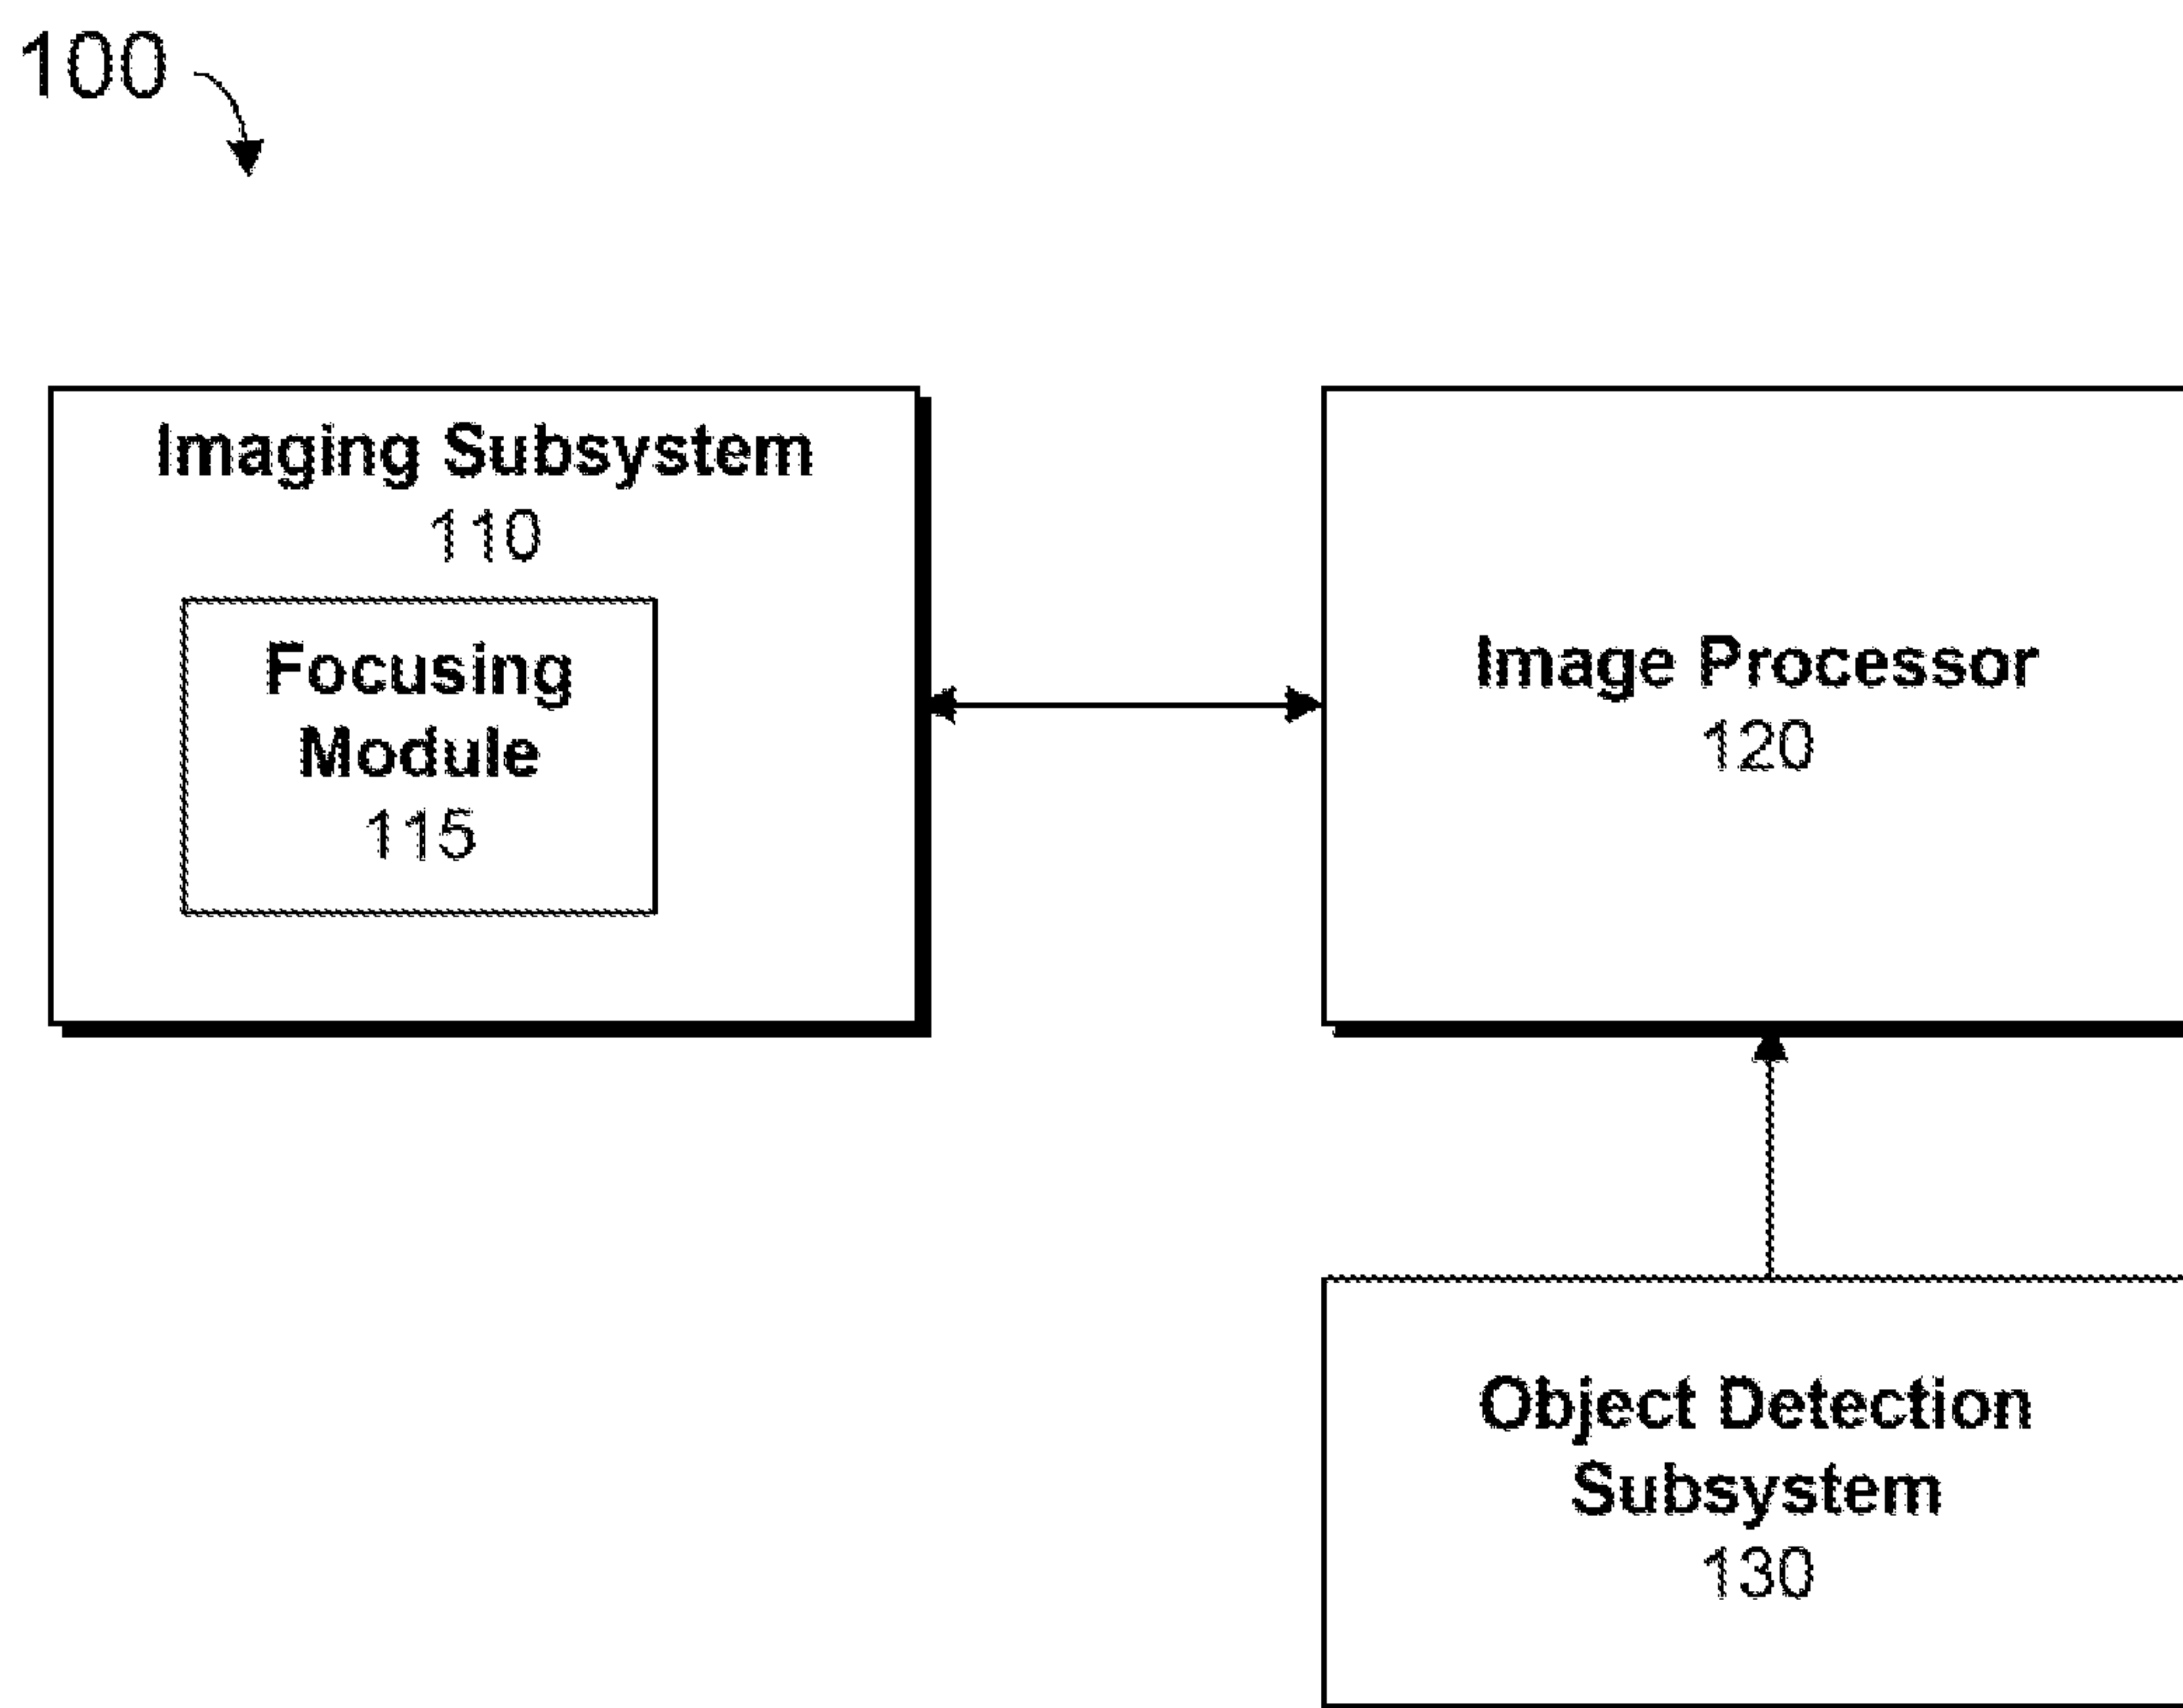 100
Imaging Subsystem
110
Focusing
Module
115
Image Processor
120
Object Detection
Subsystem
130